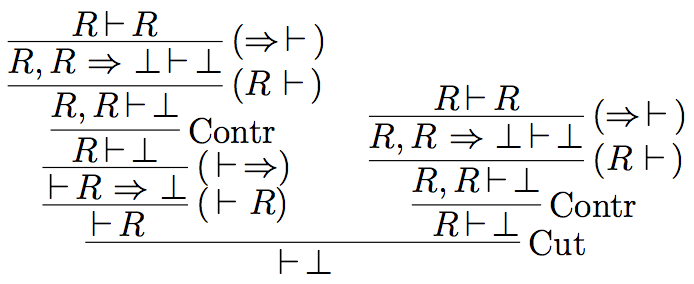 R ⊢ R
(⇒⊢)
R, R ⇒ ⊥ ⊢ ⊥
(R ⊢)
R, R ⊢ ⊥
Contr
R ⊢ ⊥
(⊢⇒)
⊢ R ⇒ ⊥
(⊢ R)
⊢ R
R ⊢ R
(⇒⊢)
R, R ⇒ ⊥ ⊢ ⊥
(R ⊢)
R, R ⊢ ⊥
Contr
R ⊢ ⊥
Cut
⊢ ⊥